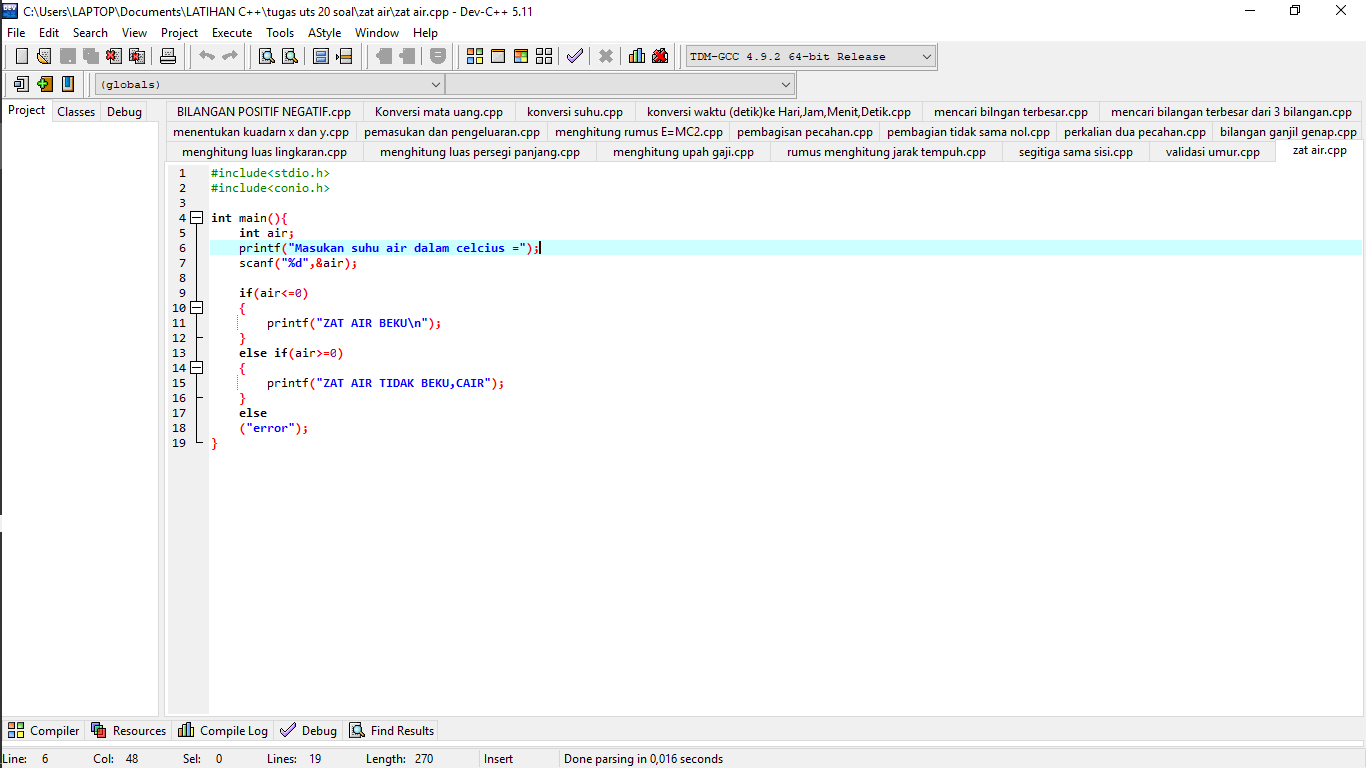 C:\Users\LAPTOP\Documents\LATIHAN C++\tugas uts 20 soal\zat air\zat air.cpp - Dev-C++ 5.11
File Edit Search View Project Execute Tools AStyle Window Help
TDM-GCC 4.9.2 64-bit Release
(globals)
Project Classes Debug
BILANGAN POSITIF NEGATIF.cpp Konversi mata uang.cpp konversi suhu.cpp konversi waktu (detik)ke Hari,Jam,Menit,Detik.cpp mencari bilngan terbesar.cpp mencari bilangan terbesar dari 3 bilangan.cpp
menentukan kuadarn x dan y.cpp pemasukan dan pengeluaran.cpp menghitung rumus E=MC2.cpp pembagisan pecahan.cpp pembagian tidak sama nol.cpp perkalian dua pecahan.cpp bilangan ganjil genap.cpp
menghitung luas lingkaran.cpp menghitung luas persegi panjang.cpp menghitung upah gaji.cpp rumus menghitung jarak tempuh.cpp segitiga sama sisi.cpp validasi umur.cpp zat air.cpp
1 #include<stdio.h>
2 #include<conio.h>
3
4 int main(){
5 int air;
6 printf("Masukan suhu air dalam celcius =");
7 scanf("%d",&air);
8
9 if(air<=0)
10 {
11 printf("ZAT AIR BEKU\n");
12 }
13 else if(air>=0)
14 {
15 printf("ZAT AIR TIDAK BEKU,CAIR");
16 }
17 else
18 ("error");
19 }
Compiler Resources Compile Log Debug Find Results
Line: 6 Col: 48 Sel: 0 Lines: 19 Length: 270 Insert Done parsing in 0,016 seconds